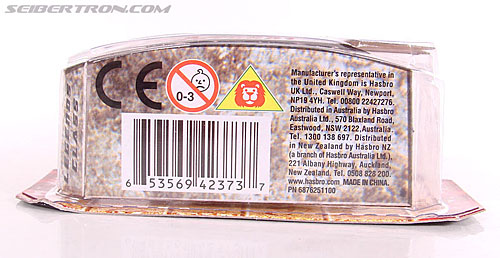 SEIBERTRON.COM
CE
0-3
Manufacturer's representative in
the United Kingdom is Hasbro
UK Ltd., Caswell Way, Newport,
NP19 4YH. Tel. 00800 22427276.
Distributed in Australia by Hasbro
Australia Ltd., 570 Blaxland Road,
Eastwood, NSW 2122, Australia.
Tel. 1300 138 697. Distributed
in New Zealand by Hasbro NZ
(a branch of Hasbro Australia Ltd.),
221 Albany Highway, Auckland,
New Zealand. Tel. 0508 828 200.
www.hasbro.com MADE IN CHINA.
PN 6876251100
6 53569 42373 7